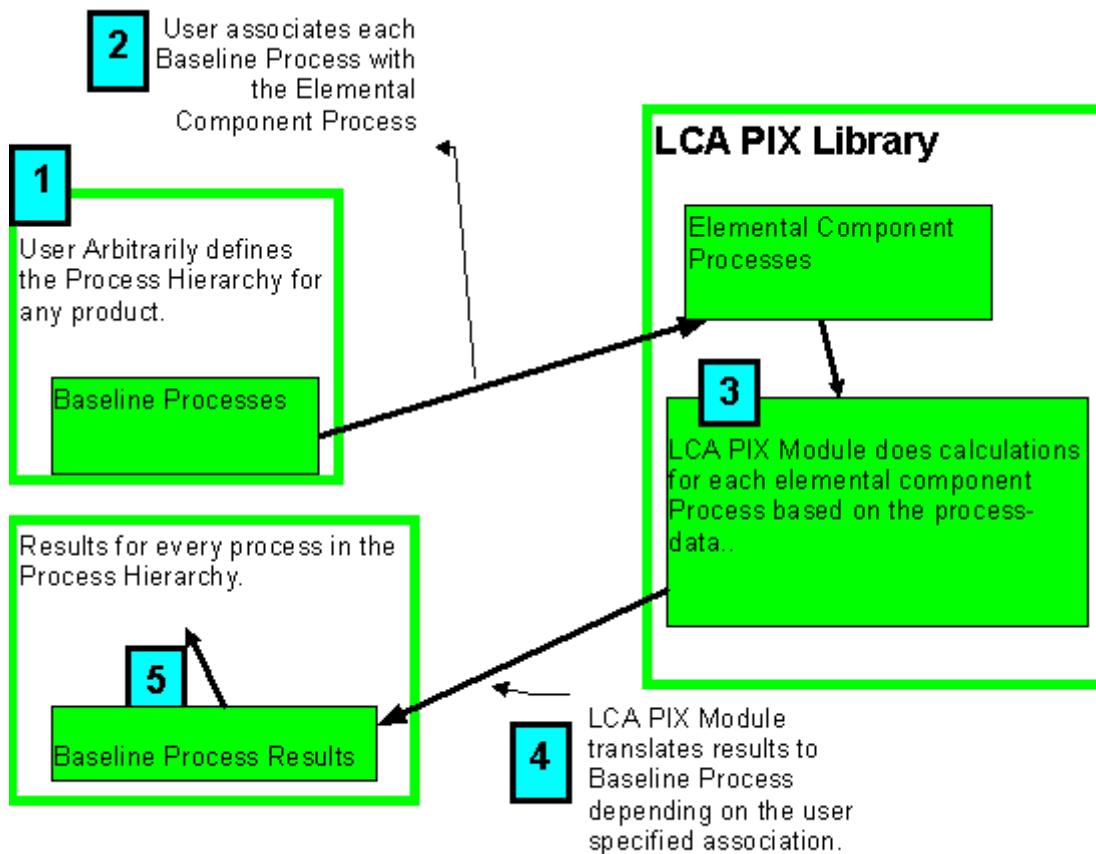 2
User associates each
Baseline Process with
the Elemental
Component Process
1
User Arbitrarily defines
the Process Hierarchy for
any product.
Baseline Processes
LCA PIX Library
Elemental Component
Processes
3
LCA PIX Module does calculations
for each elemental component
Process based on the process-
data..
4
LCA PIX Module
translates results to
Baseline Process
depending on the user
specified association.
Results for every process in the
Process Hierarchy.
5
Baseline Process Results